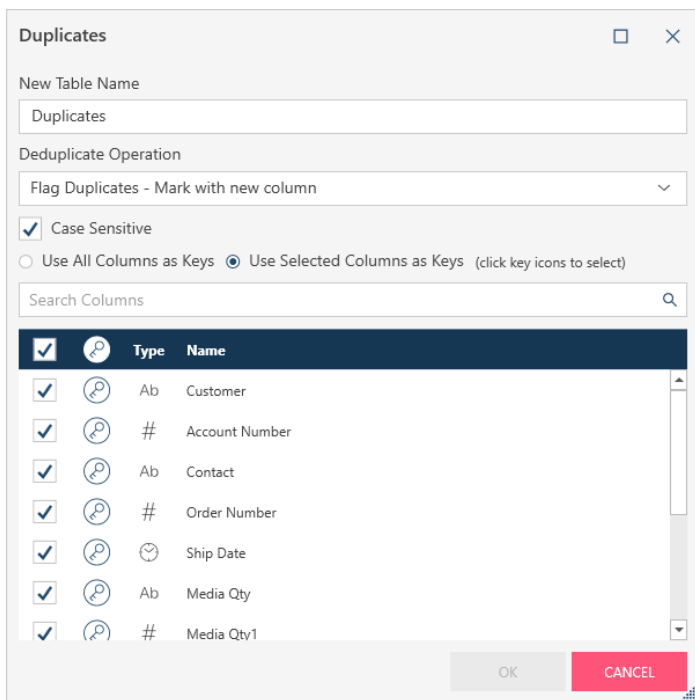 Duplicates
New Table Name
Duplicates
Deduplicate Operation
Flag Duplicates - Mark with new column
Case Sensitive
Use All Columns as Keys Use Selected Columns as Keys (click key icons to select)
Search Columns
Type Name
Ab Customer
# Account Number
Ab Contact
# Order Number
Ship Date
Ab Media Qty
# Media Qty1
OK CANCEL